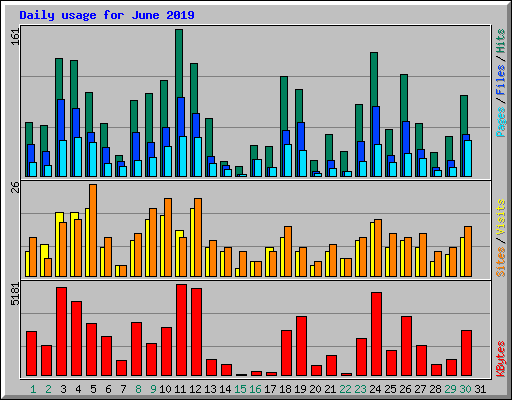 Daily usage for June 2019
161
Pages / Files / Hits
26
Sites / Visits
5181
KBytes
1 2 3 4 5 6 7 8 9 10 11 12 13 14 15 16 17 18 19 20 21 22 23 24 25 26 27 28 29 30 31